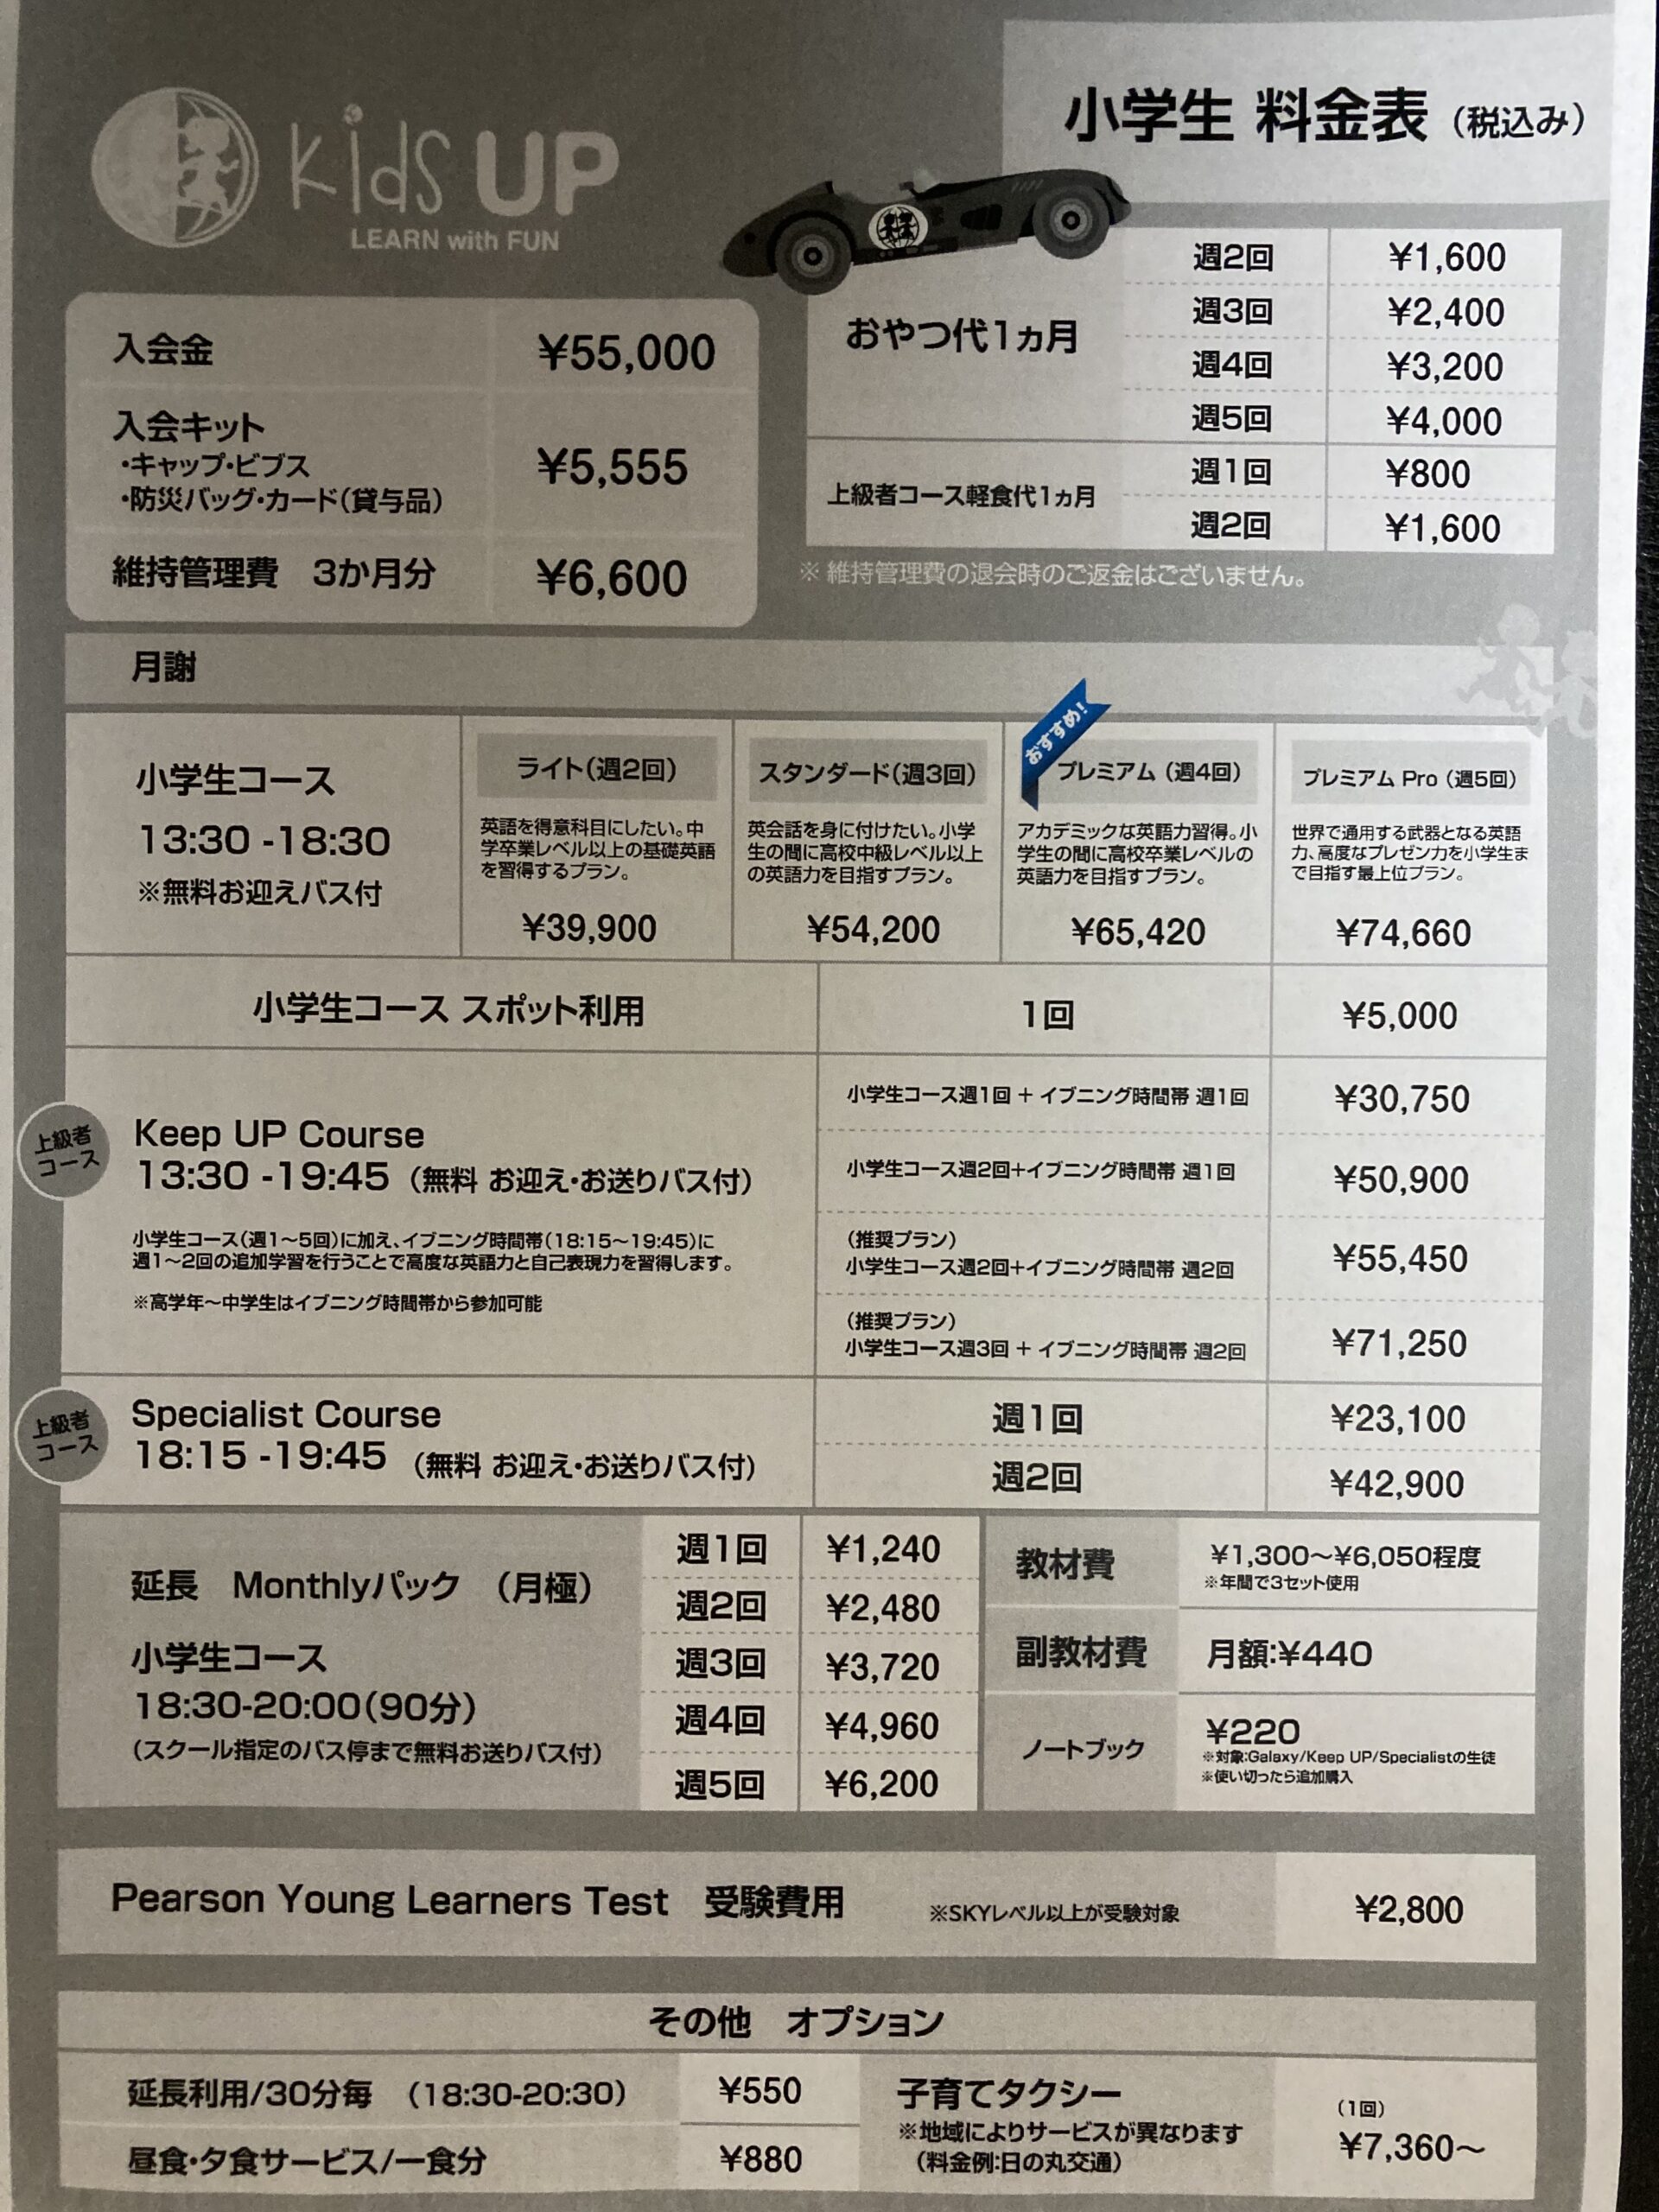 Kids UP
LEARN with FUN
小学生 料金表 (税込み)
入会金 ¥55,000
入会キット
・キャップ・ビブス
・防災バッグ・カード(貸与品)
¥5,555
維持管理費 3か月分 ¥6,600
おやつ代1ヵ月
週2回 ¥1,600
週3回 ¥2,400
週4回 ¥3,200
週5回 ¥4,000
上級者コース軽食代1ヵ月
週1回 ¥800
週2回 ¥1,600
※ 維持管理費の退会時のご返金はございません。
月謝
小学生コース
13:30 -18:30
※無料お迎えバス付
ライト(週2回)
英語を得意科目にしたい。中
学卒業レベル以上の基礎英語
を習得するプラン。
¥39,900
スタンダード(週3回)
英会話を身に付けたい。小学
生の間に高校中級レベル以上
の英語力を目指すプラン。
¥54,200
おすすめ!
プレミアム (週4回)
アカデミックな英語力習得。小
学生の間に高校卒業レベルの
英語力を目指すプラン。
¥65,420
プレミアム Pro (週5回)
世界で通用する武器となる英語
力、高度なプレゼン力を小学生ま
で目指す最上位プラン。
¥74,660
小学生コース スポット利用 1回 ¥5,000
上級者
コース
Keep UP Course
13:30 -19:45 (無料 お迎え・お送りバス付)
小学生コース(週1〜5回)に加え、イブニング時間帯(18:15〜19:45)に
週1〜2回の追加学習を行うことで高度な英語力と自己表現力を習得します。
※高学年〜中学生はイブニング時間帯から参加可能
小学生コース週1回 + イブニング時間帯 週1回 ¥30,750
小学生コース週2回+イブニング時間帯 週1回 ¥50,900
(推奨プラン)
小学生コース週2回+イブニング時間帯 週2回 ¥55,450
(推奨プラン)
小学生コース週3回 + イブニング時間帯 週2回 ¥71,250
上級者
コース
Specialist Course
18:15 -19:45 (無料 お迎え・お送りバス付)
週1回 ¥23,100
週2回 ¥42,900
延長 Monthlyパック (月極)
小学生コース
18:30-20:00(90分)
(スクール指定のバス停まで無料お送りバス付)
週1回 ¥1,240
週2回 ¥2,480
週3回 ¥3,720
週4回 ¥4,960
週5回 ¥6,200
教材費 ¥1,300〜¥6,050程度
※年間で3セット使用
副教材費 月額:¥440
ノートブック ¥220
※対象:Galaxy/Keep UP/Specialistの生徒
※使い切ったら追加購入
Pearson Young Learners Test 受験費用 ※SKYレベル以上が受験対象 ¥2,800
その他 オプション
延長利用/30分毎 (18:30-20:30) ¥550
昼食・夕食サービス/一食分 ¥880
子育てタクシー
※地域によりサービスが異なります
(料金例:日の丸交通)
(1回)
¥7,360〜